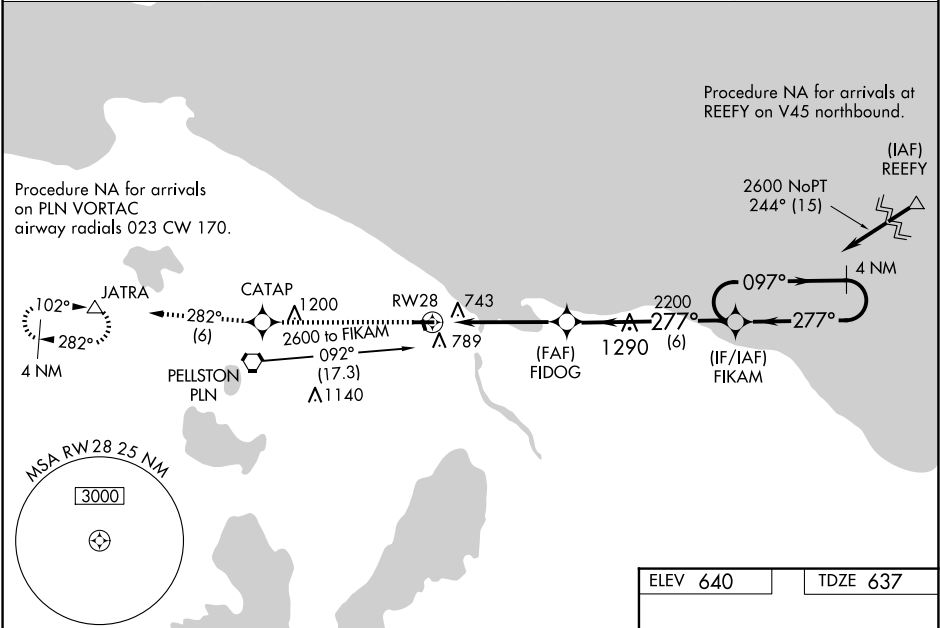 Procedure NA for arrivals at
REEFY on V45 northbound.
(IAF)
REEFY
2600 NoPT
244° (15)
Procedure NA for arrivals
on PLN VORTAC
airway radials 023 CW 170.
4 NM
097°
102°
JATRA
CATAP
1200
RW28
743
2200
282°
(6)
277°
(6)
277°
282°
4 NM
2600 to FIKAM
092°
(17.3)
789
1290
(FAF)
FIDOG
(IF/IAF)
FIKAM
PELLSTON
PLN
1140
MSA RW28 25 NM
3000
ELEV 640
TDZE 637